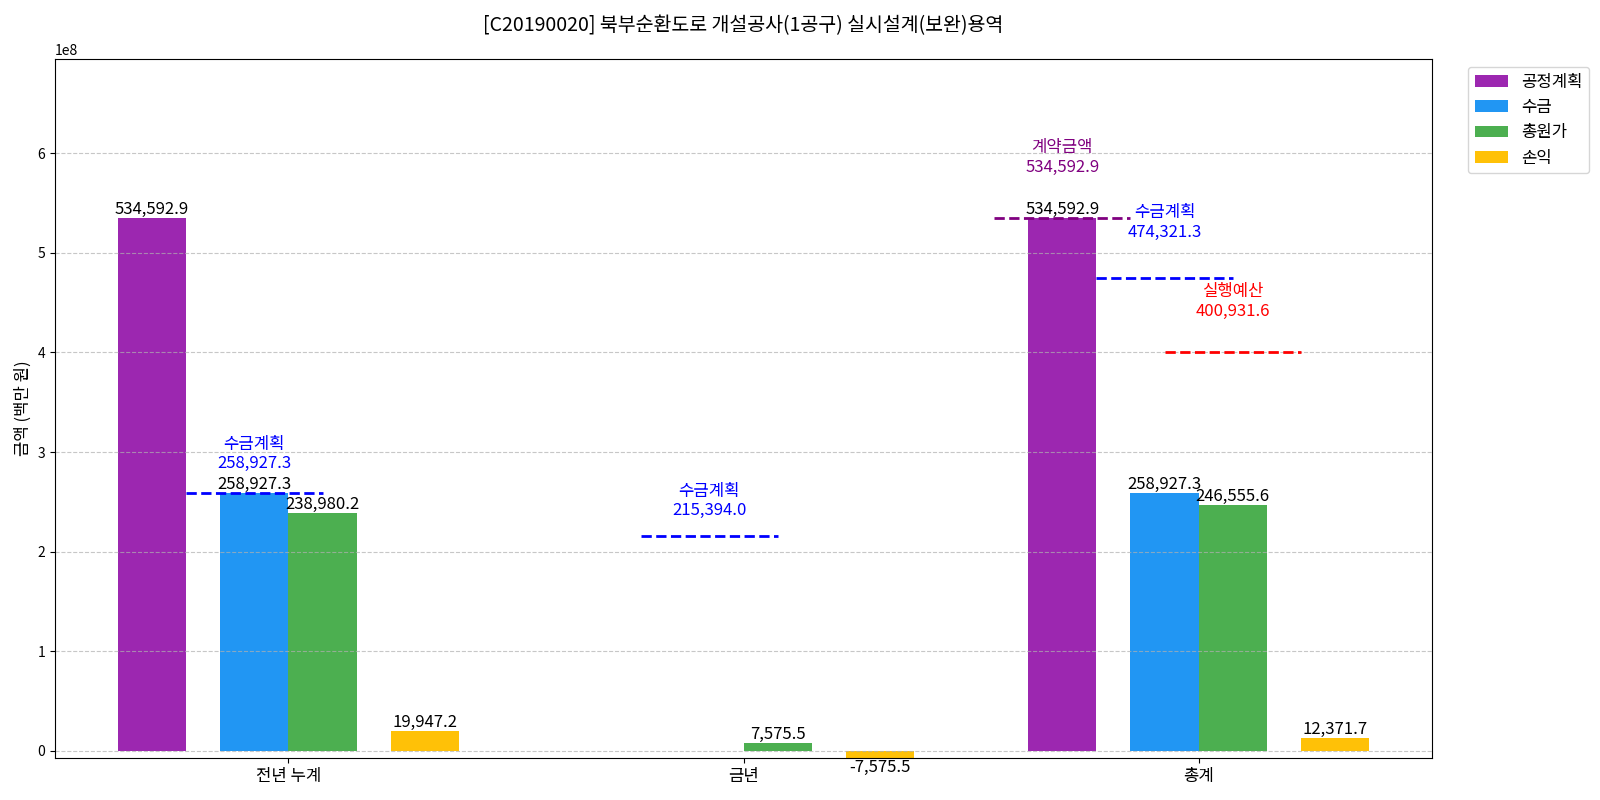 [C20190020] 북부순환도로 개설공사(1공구) 실시설계(보완)용역
1e8
공정계획
수금
총원가
손익
금액 (백만 원)
6
5
4
3
2
1
0
534,592.9
수금계획
258,927.3
258,927.3
238,980.2
19,947.2
수금계획
215,394.0
7,575.5
-7,575.5
계약금액
534,592.9
534,592.9
수금계획
474,321.3
실행예산
400,931.6
258,927.3
246,555.6
12,371.7
전년 누계
금년
총계